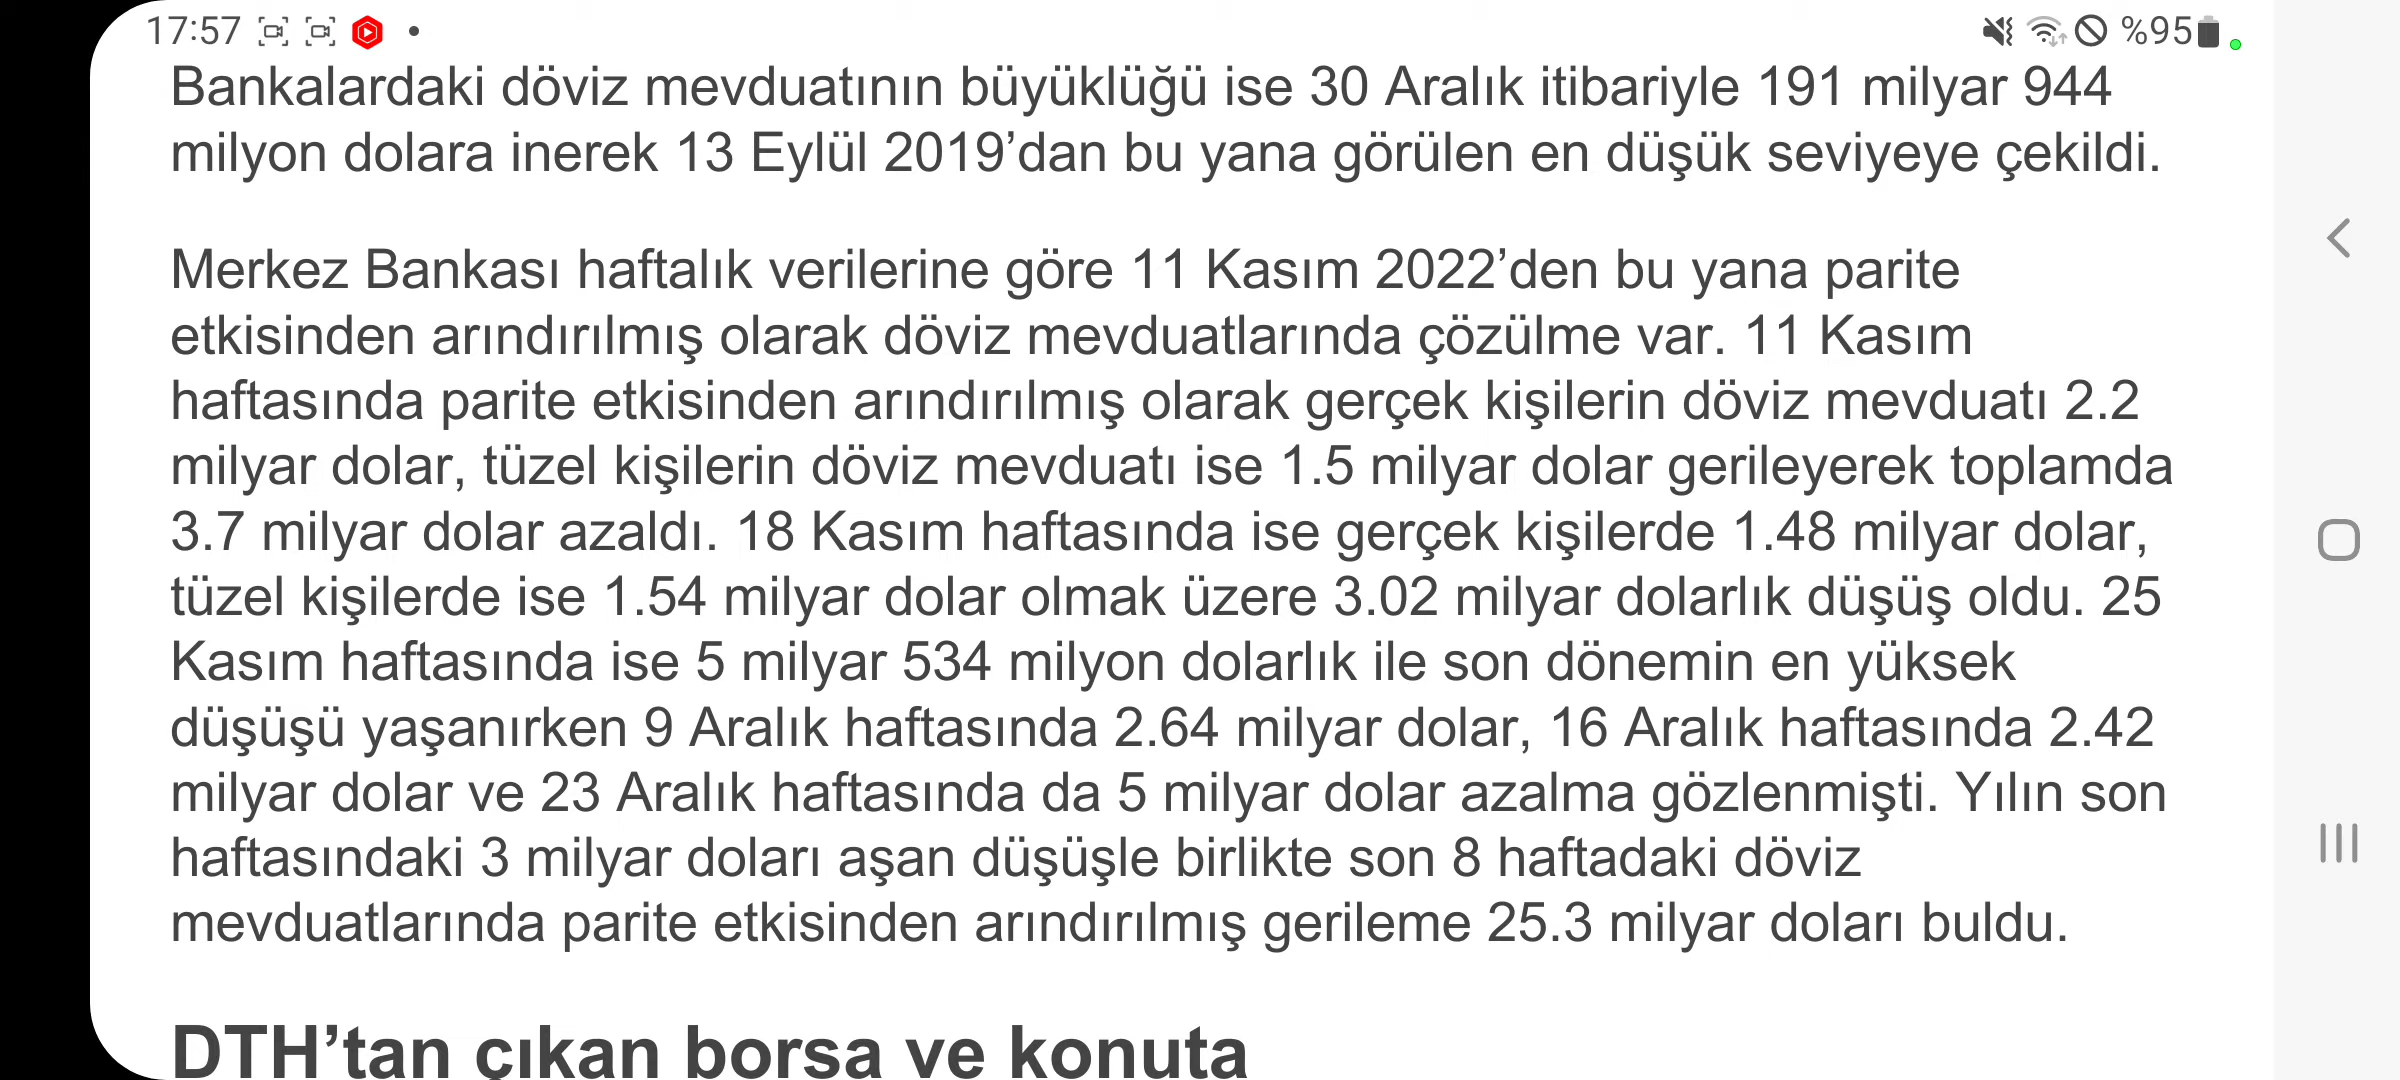 17:57 %95
Bankalardaki döviz mevduatının büyüklüğü ise 30 Aralık itibariyle 191 milyar 944
milyon dolara inerek 13 Eylül 2019’dan bu yana görülen en düşük seviyeye çekildi.
Merkez Bankası haftalık verilerine göre 11 Kasım 2022’den bu yana parite
etkisinden arındırılmış olarak döviz mevduatlarında çözülme var. 11 Kasım
haftasında parite etkisinden arındırılmış olarak gerçek kişilerin döviz mevduatı 2.2
milyar dolar, tüzel kişilerin döviz mevduatı ise 1.5 milyar dolar gerileyerek toplamda
3.7 milyar dolar azaldı. 18 Kasım haftasında ise gerçek kişilerde 1.48 milyar dolar,
tüzel kişilerde ise 1.54 milyar dolar olmak üzere 3.02 milyar dolarlık düşüş oldu. 25
Kasım haftasında ise 5 milyar 534 milyon dolarlık ile son dönemin en yüksek
düşüşü yaşanırken 9 Aralık haftasında 2.64 milyar dolar, 16 Aralık haftasında 2.42
milyar dolar ve 23 Aralık haftasında da 5 milyar dolar azalma gözlenmişti. Yılın son
haftasındaki 3 milyar doları aşan düşüşle birlikte son 8 haftadaki döviz
mevduatlarında parite etkisinden arındırılmış gerileme 25.3 milyar doları buldu.
DTH’tan çıkan borsa ve konuta